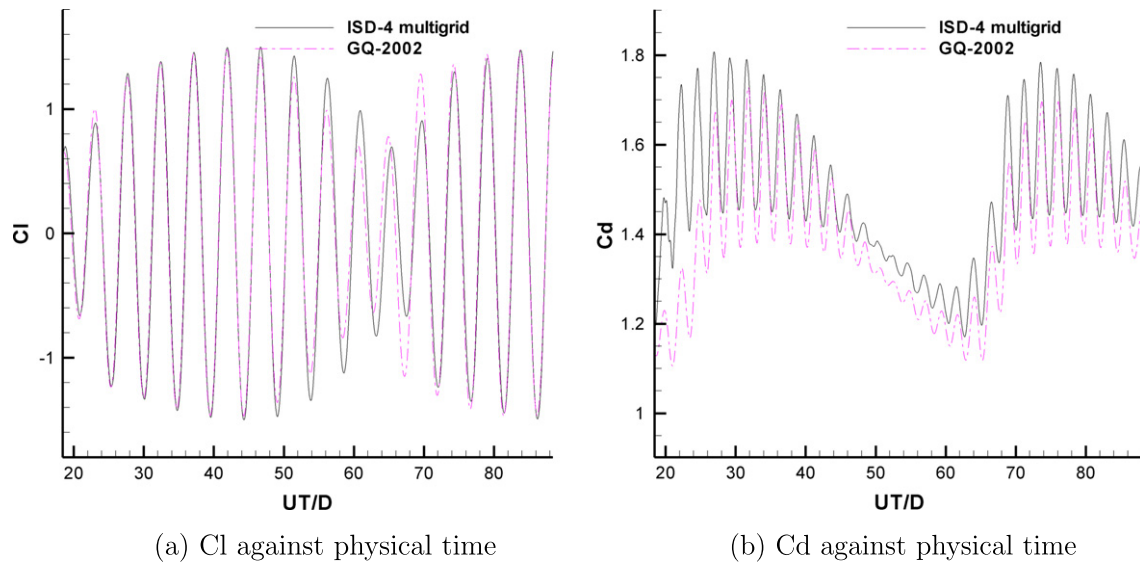 ISD-4 multigrid
GQ-2002
1
0
-1
Cl
20 30 40 50 60 70 80
UT/D
(a) Cl against physical time
ISD-4 multigrid
GQ-2002
1.8
1.6
1.4
1.2
1
Cd
20 30 40 50 60 70 80
UT/D
(b) Cd against physical time